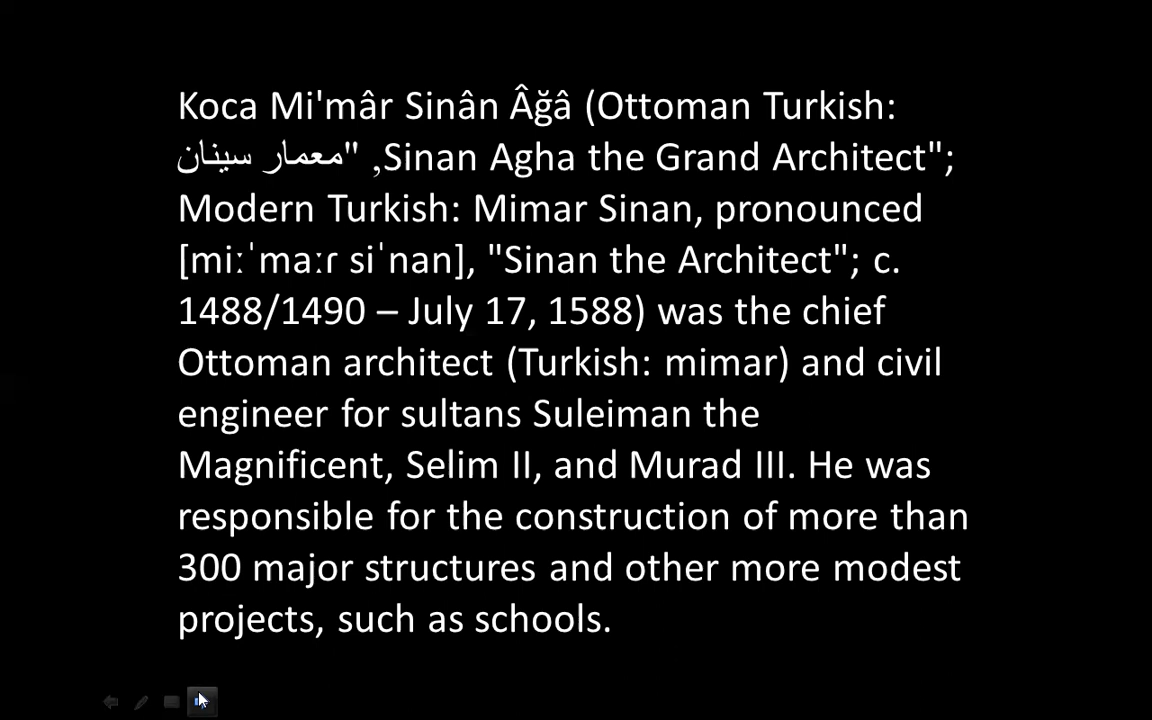 Koca Mi'mâr Sinân Âğâ (Ottoman Turkish:
معمار سينان" ,Sinan Agha the Grand Architect";
Modern Turkish: Mimar Sinan, pronounced
[miːˈmaːɾ siˈnan], "Sinan the Architect"; c.
1488/1490 – July 17, 1588) was the chief
Ottoman architect (Turkish: mimar) and civil
engineer for sultans Suleiman the
Magnificent, Selim II, and Murad III. He was
responsible for the construction of more than
300 major structures and other more modest
projects, such as schools.